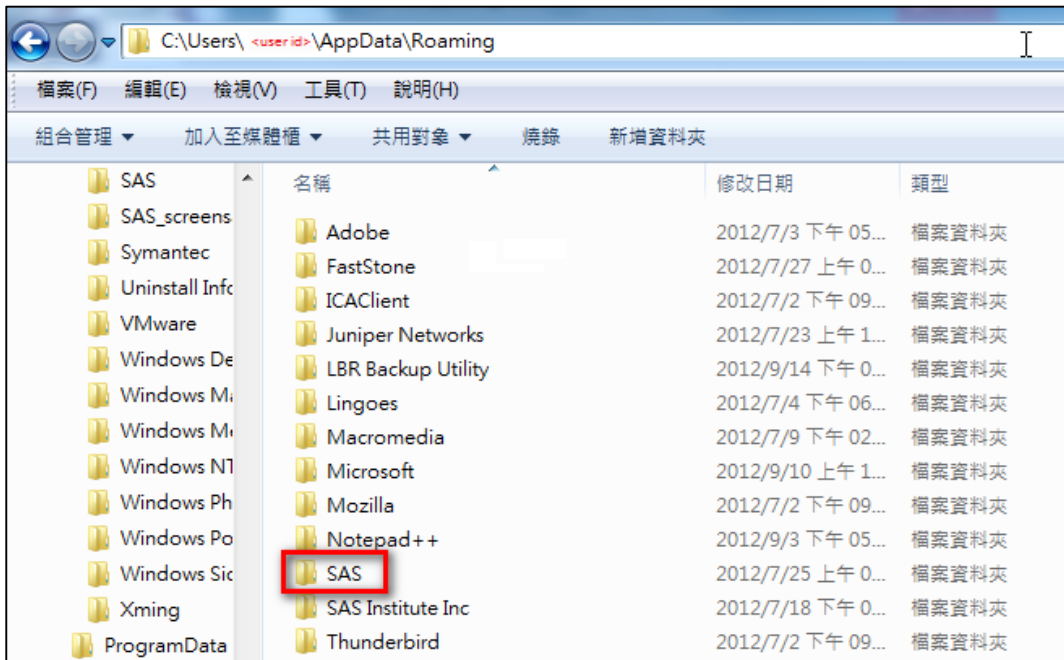 C:\Users\ <user id>\AppData\Roaming
檔案(F) 編輯(E) 檢視(V) 工具(T) 說明(H)
組合管理 加入至媒體櫃 共用對象 燒錄 新增資料夾
SAS
SAS_screens
Symantec
Uninstall Info
VMware
Windows De
Windows Ma
Windows Me
Windows NT
Windows Ph
Windows Po
Windows Sid
Xming
ProgramData
名稱 修改日期 類型
Adobe 2012/7/3 下午 05... 檔案資料夾
FastStone 2012/7/27 上午 0... 檔案資料夾
ICAClient 2012/7/2 下午 09... 檔案資料夾
Juniper Networks 2012/7/23 上午 1... 檔案資料夾
LBR Backup Utility 2012/9/14 下午 0... 檔案資料夾
Lingoes 2012/7/4 下午 06... 檔案資料夾
Macromedia 2012/7/9 下午 02... 檔案資料夾
Microsoft 2012/9/10 上午 1... 檔案資料夾
Mozilla 2012/7/2 下午 09... 檔案資料夾
Notepad++ 2012/9/3 下午 05... 檔案資料夾
SAS 2012/7/25 上午 0... 檔案資料夾
SAS Institute Inc 2012/7/18 下午 0... 檔案資料夾
Thunderbird 2012/7/2 下午 09... 檔案資料夾